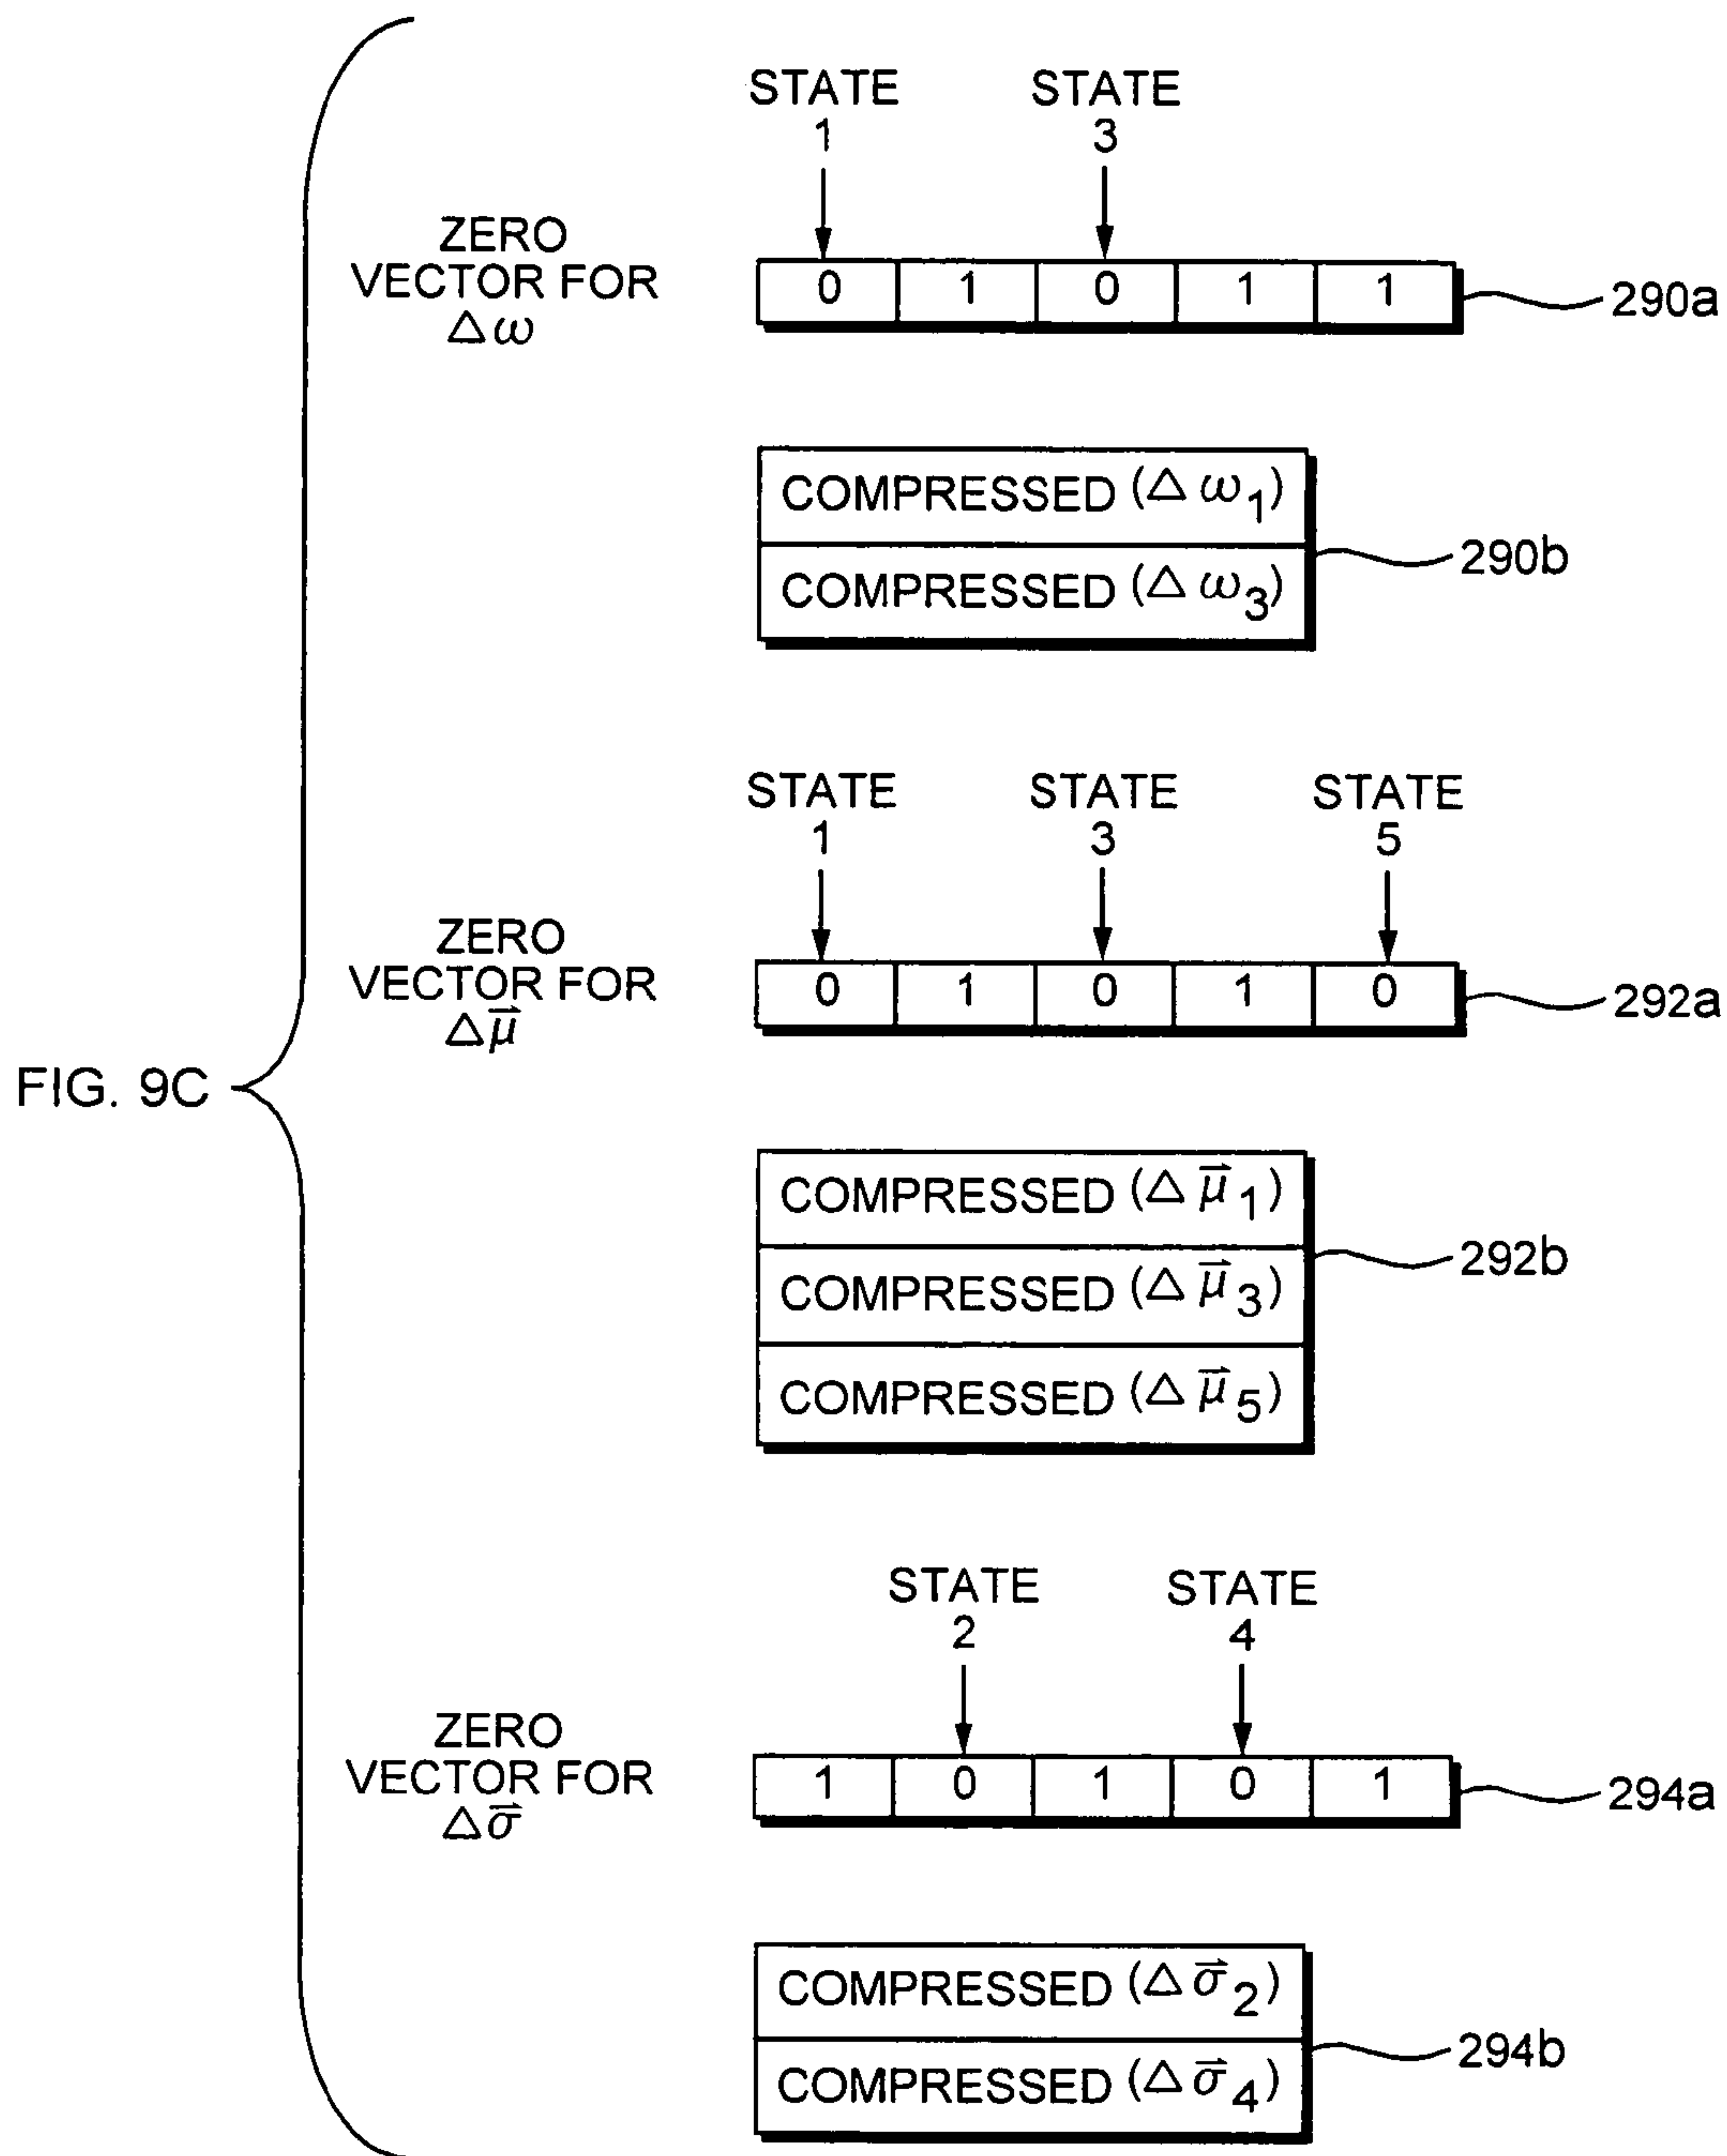 STATE 1
STATE 3
ZERO
VECTOR FOR
Δω
0 1 0 1 1
290a
COMPRESSED (Δω₁)
COMPRESSED (Δω₃)
290b
STATE 1
STATE 3
STATE 5
ZERO
VECTOR FOR
Δμ⃗
0 1 0 1 0
292a
FIG. 9C
COMPRESSED (Δμ⃗₁)
COMPRESSED (Δμ⃗₃)
COMPRESSED (Δμ⃗₅)
292b
STATE 2
STATE 4
ZERO
VECTOR FOR
Δσ⃗
1 0 1 0 1
294a
COMPRESSED (Δσ⃗₂)
COMPRESSED (Δσ⃗₄)
294b